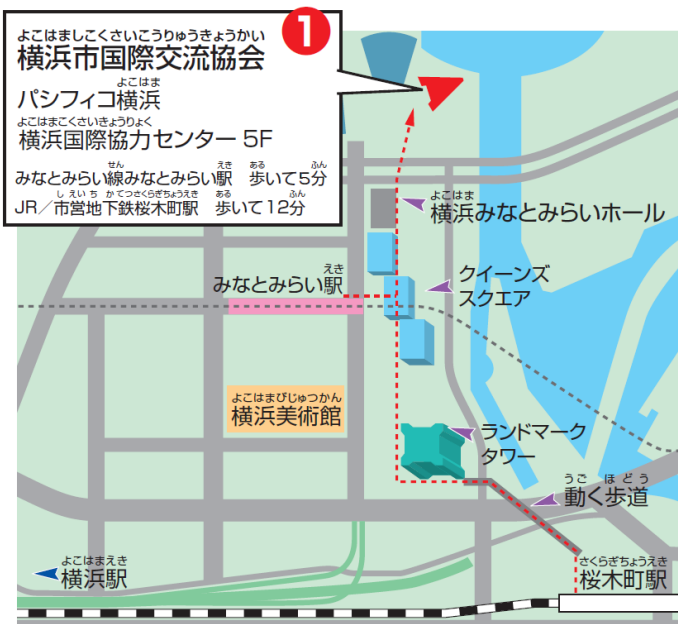 1
よこはましこくさいこうりゅうきょうかい
横浜市国際交流協会
よこはま
パシフィコ横浜
よこはまこくさいきょうりょく
横浜国際協力センター 5F
せん えき ある ふん
みなとみらい線みなとみらい駅 歩いて5分
しえいちかてつさくらぎちょうえき ある ふん
JR/市営地下鉄桜木町駅 歩いて12分
よこはま
横浜みなとみらいホール
えき
みなとみらい駅
クイーンズ
スクエア
よこはまびじゅつかん
横浜美術館
ランドマーク
タワー
うご ほどう
動く歩道
よこはまえき
横浜駅
さくらぎちょうえき
桜木町駅